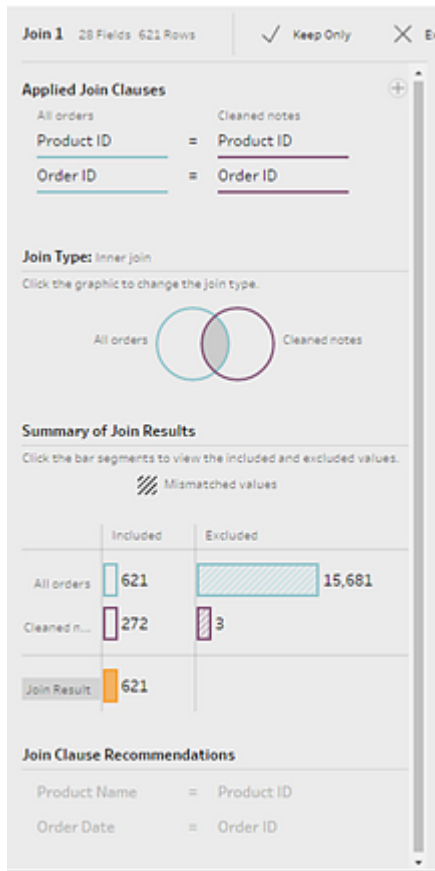 Join 1 28 Fields 621 Rows Keep Only
Applied Join Clauses
All orders Cleaned notes
Product ID = Product ID
Order ID = Order ID
Join Type: Inner join
Click the graphic to change the join type.
All orders Cleaned notes
Summary of Join Results
Click the bar segments to view the included and excluded values.
Mismatched values
Included Excluded
All orders 621 15,681
Cleaned n... 272 3
Join Result 621
Join Clause Recommendations
Product Name = Product ID
Order Date = Order ID